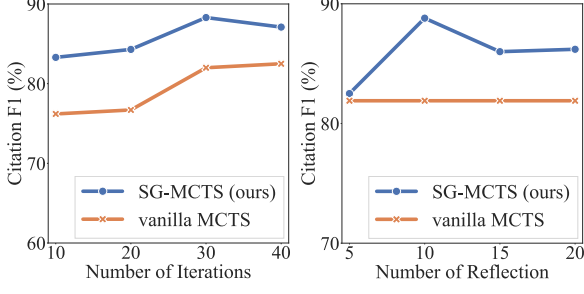 90
80
70
60
Citation F1 (%)
SG-MCTS (ours)
vanilla MCTS
10 20 30 40
Number of Iterations
90
80
70
Citation F1 (%)
SG-MCTS (ours)
vanilla MCTS
5 10 15 20
Number of Reflection